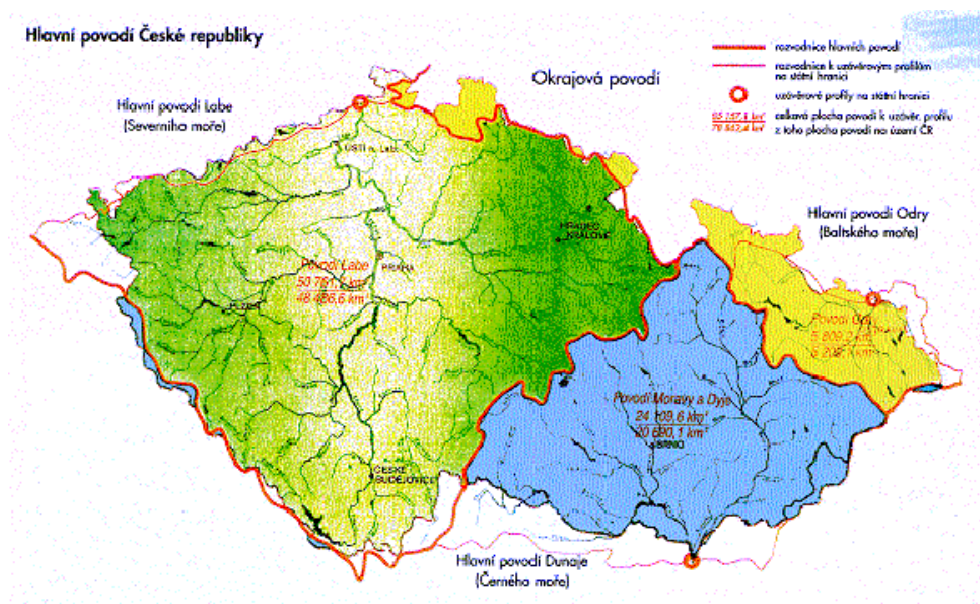 Hlavní povodí České republiky
rozvodnice hlavních povodí
rozvodnice k uzávěrovým profilům
na státní hranici
uzávěrové profily na státní hranici
celková plocha povodí k uzávěr. profilu
z toho plocha povodí na území ČR
Okrajová povodí
Hlavní povodí Labe
(Severního moře)
ÚSTÍ n. Lab.
HRADEC
KRÁLOVÉ
Hlavní povodí Odry
(Baltského moře)
Povodí Labe
PRAHA
48 486,6 km²
PLZEŇ
Povodí
Povodí Moravy a Dyje
24 109,6 km²
20 690,1 km²
BRNO
ČESKÉ
BUDĚJOVICE
Hlavní povodí Dunaje
(Černého moře)